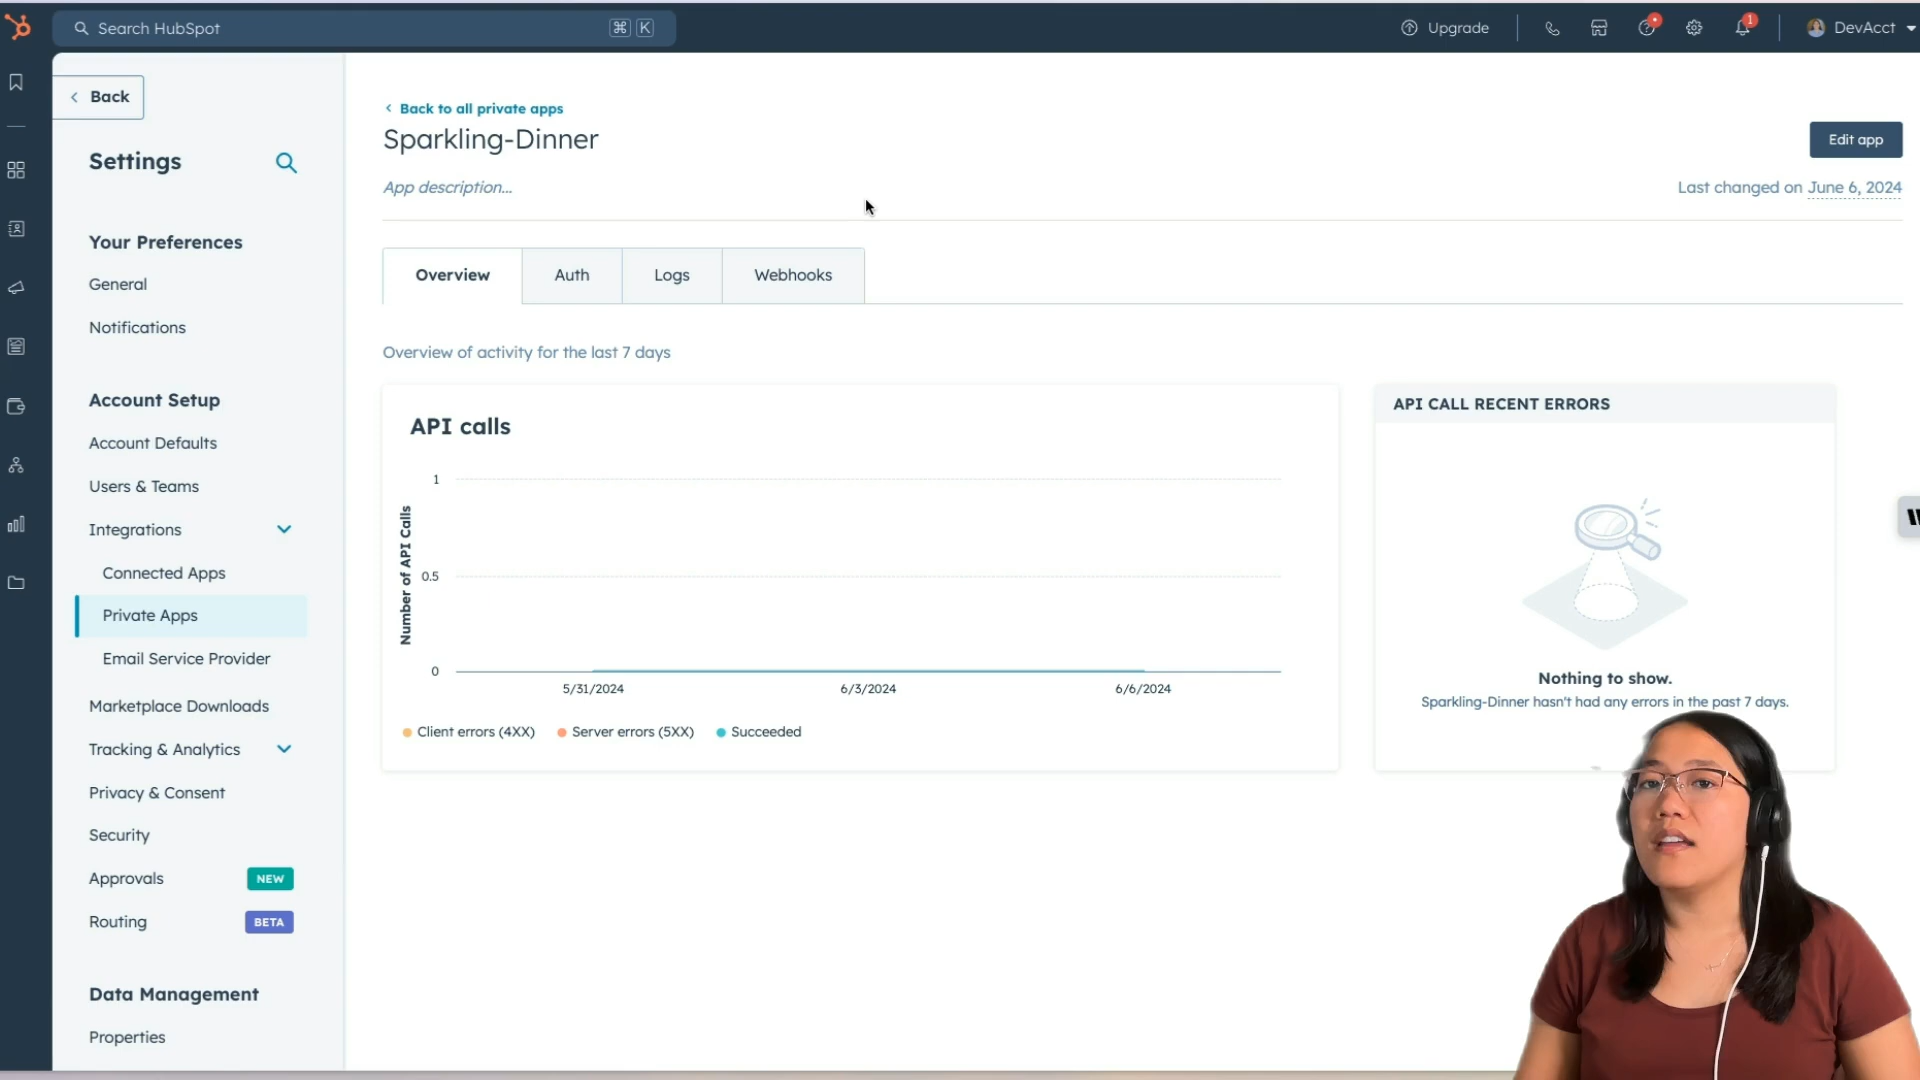 Search HubSpot
⌘ K
Upgrade
1
DevAcct
Back
Settings
Your Preferences
General
Notifications
Account Setup
Account Defaults
Users & Teams
Integrations
Connected Apps
Private Apps
Email Service Provider
Marketplace Downloads
Tracking & Analytics
Privacy & Consent
Security
Approvals NEW
Routing BETA
Data Management
Properties
Back to all private apps
Sparkling-Dinner
Edit app
App description...
Last changed on June 6, 2024
Overview Auth Logs Webhooks
Overview of activity for the last 7 days
API calls
Number of API Calls
1
0.5
0
5/31/2024 6/3/2024 6/6/2024
Client errors (4XX) Server errors (5XX) Succeeded
API CALL RECENT ERRORS
Nothing to show.
Sparkling-Dinner hasn't had any errors in the past 7 days.